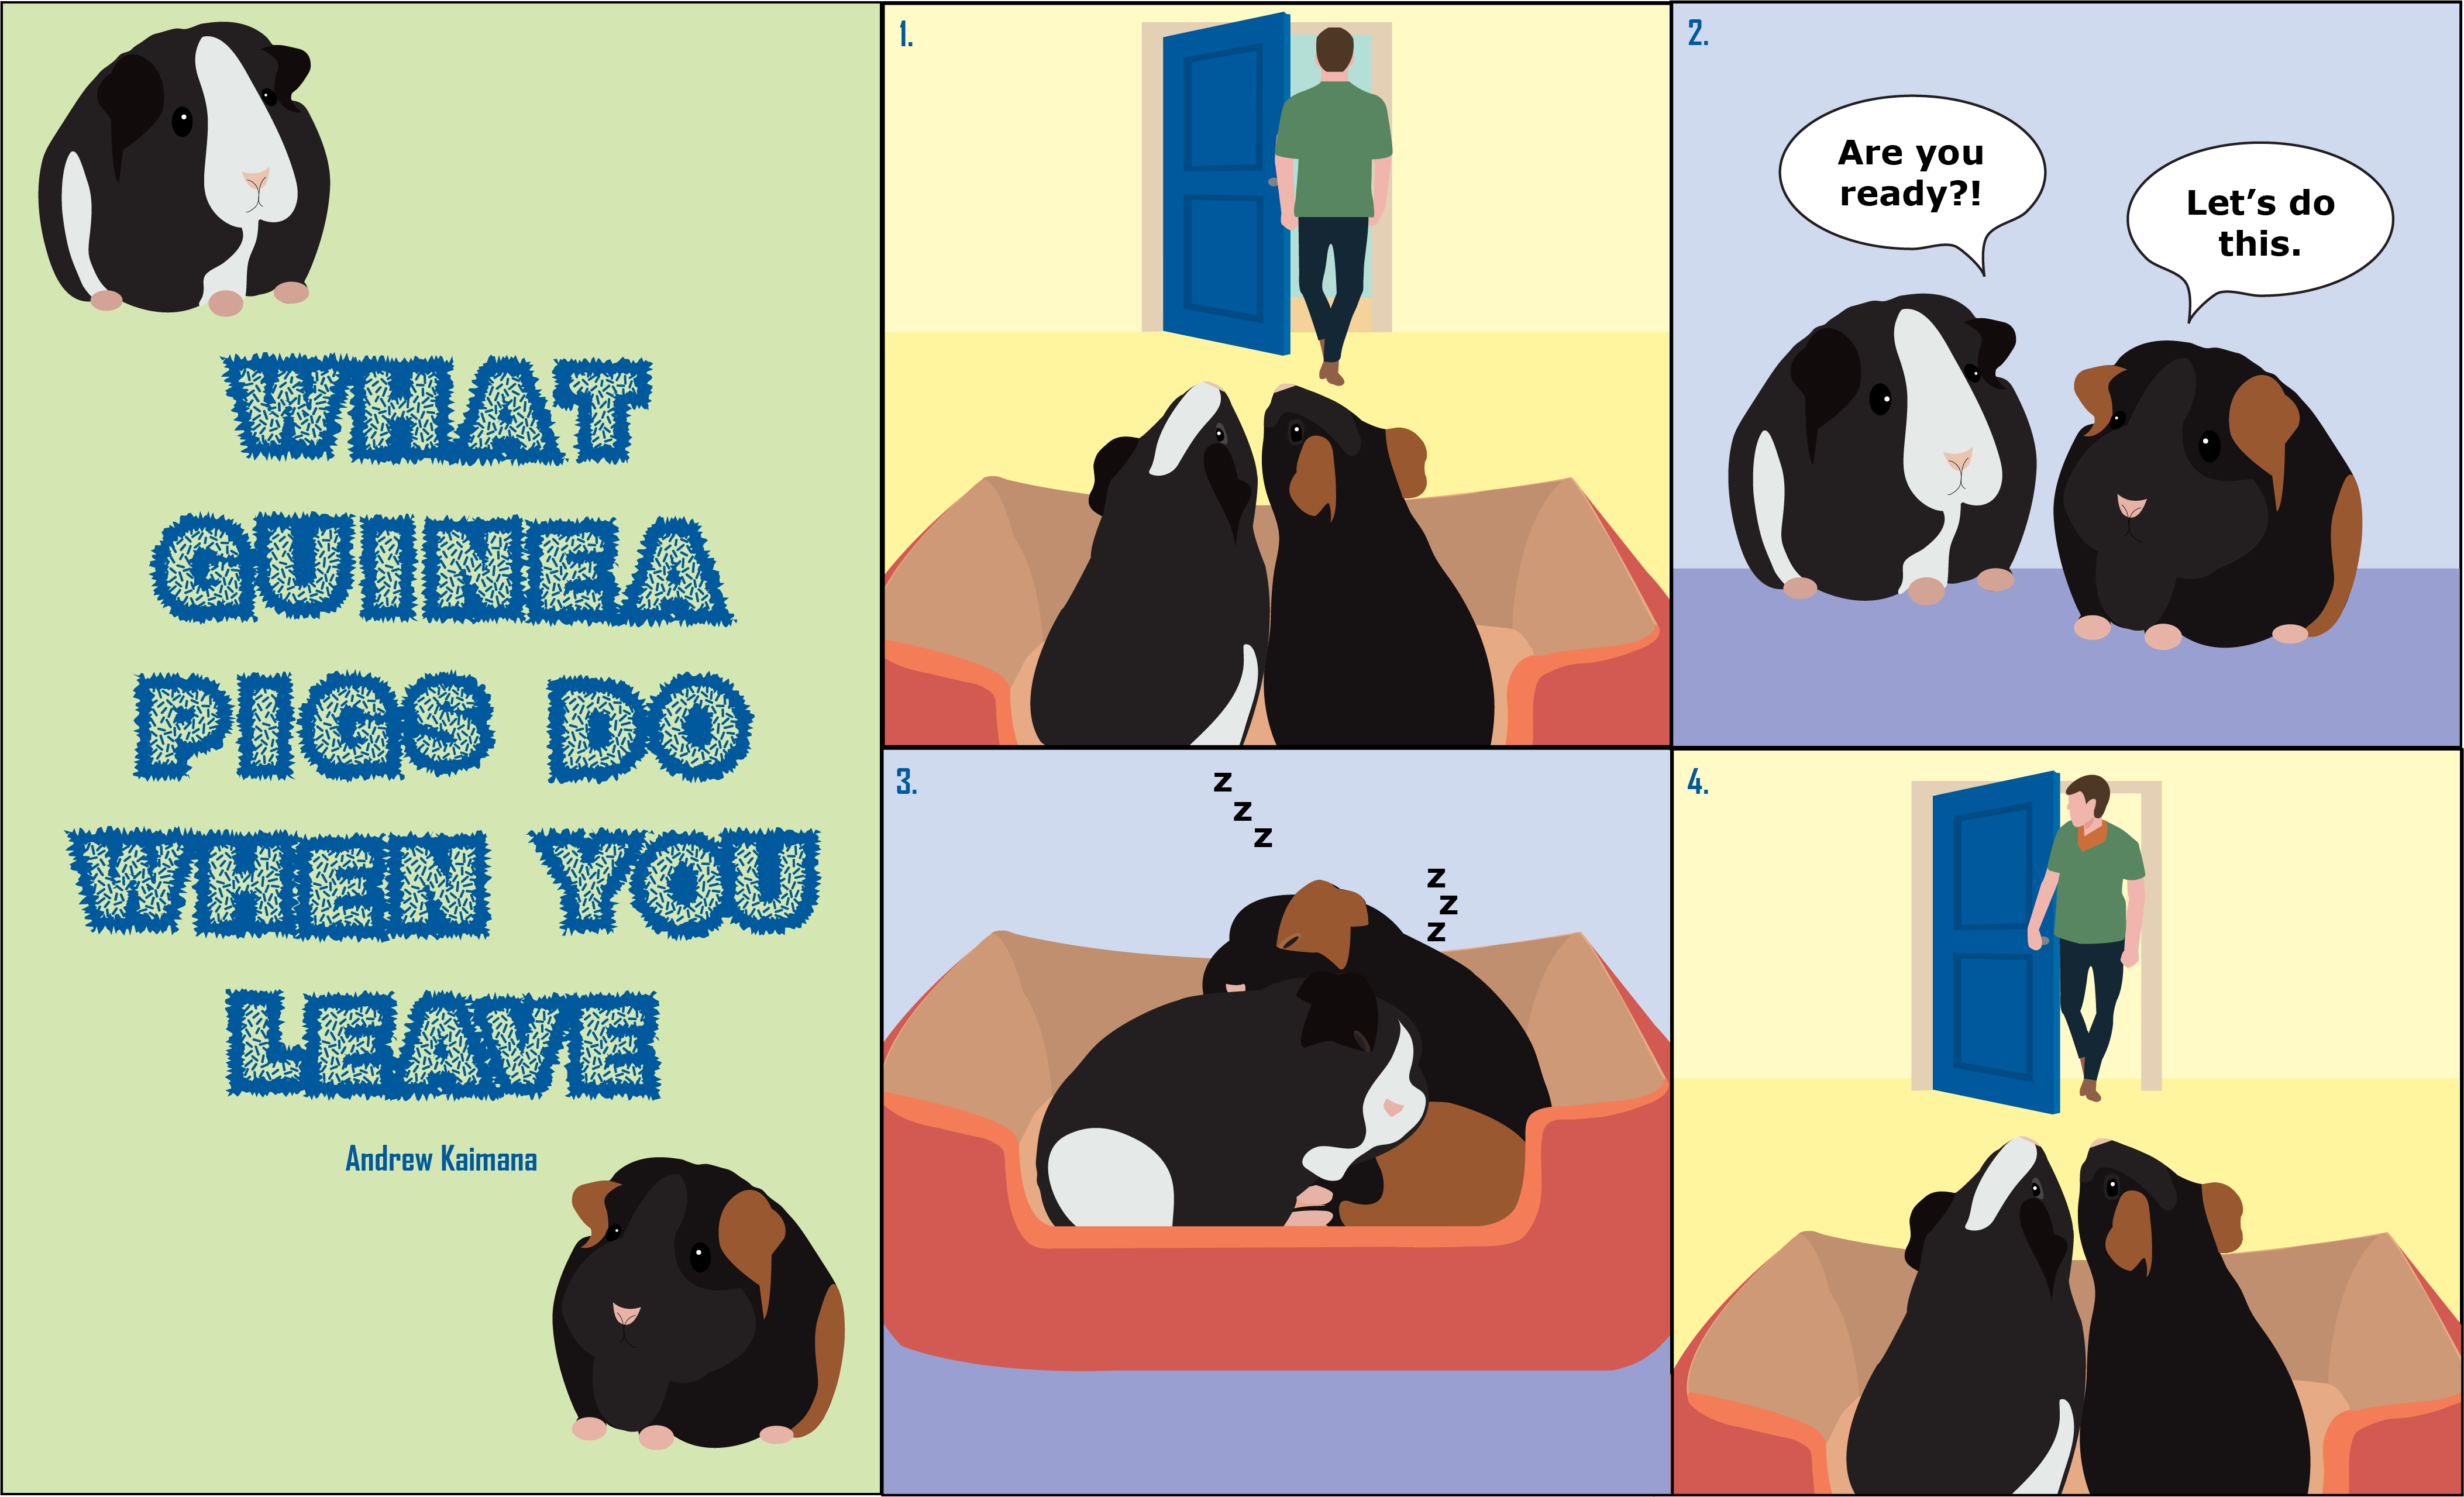 WHAT
GUINEA
PIGS DO
WHEN YOU
LEAVE
Andrew Kaimana
1.
2.
Are you
ready?!
Let’s do
this.
3.
z
z
z
z
z
z
4.